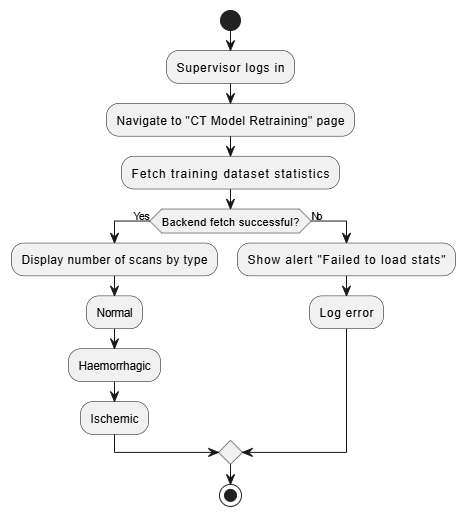 Supervisor logs in
Navigate to "CT Model Retraining" page
Fetch training dataset statistics
Yes
Backend fetch successful?
No
Display number of scans by type
Show alert "Failed to load stats"
Normal
Log error
Haemorrhagic
Ischemic